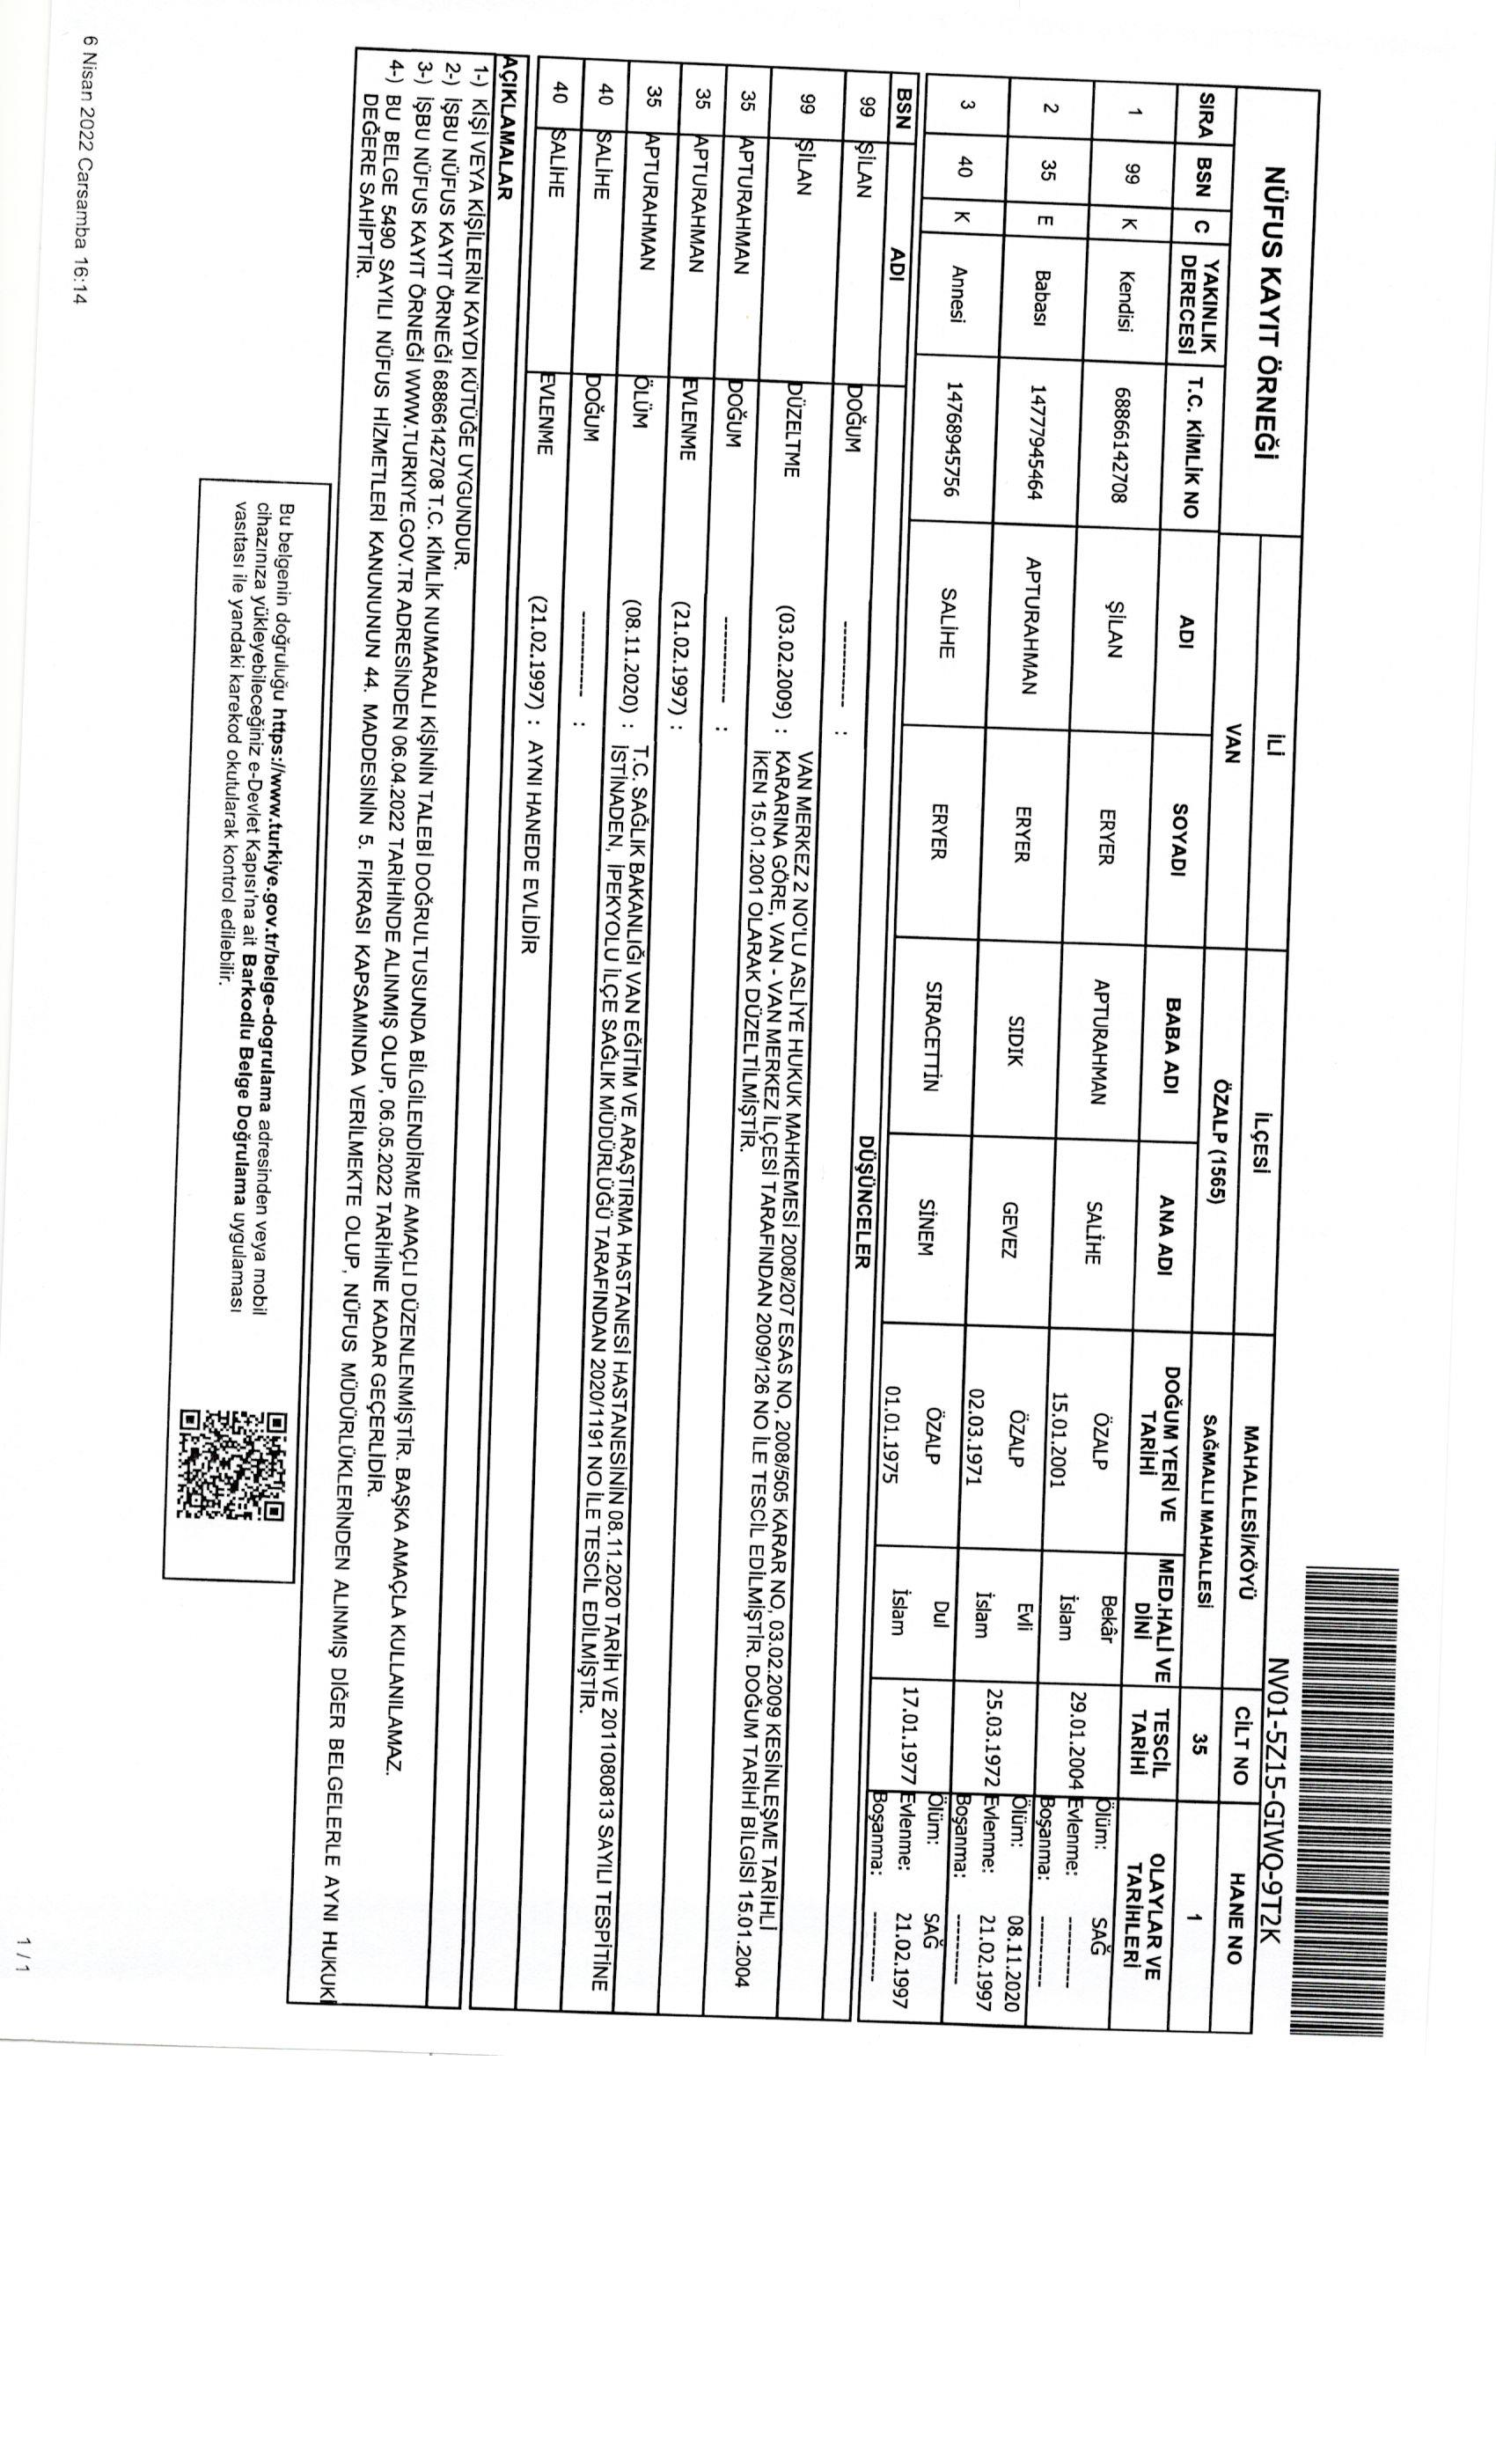 NV01-5Z15-GIWQ-9T2K
NÜFUS KAYIT ÖRNEĞİ
İLİ İLÇESİ MAHALLESİ/KÖYÜ CİLT NO HANE NO
VAN ÖZALP (1565) SAĞMALLI MAHALLESİ 35 1
SIRA BSN C YAKINLIK DERECESİ T.C. KİMLİK NO ADI SOYADI BABA ADI ANA ADI DOĞUM YERİ VE TARİHİ MED.HALİ VE DİNİ TESCİL TARİHİ OLAYLAR VE TARİHLERİ
1 99 K Kendisi 68866142708 ŞİLAN ERYER APTURAHMAN SALİHE ÖZALP 15.01.2001 Bekâr İslam 29.01.2004 Ölüm: SAĞ
Evlenme: ----------
Boşanma: ----------
2 35 E Babası 14777945464 APTURAHMAN ERYER SIDIK GEVEZ ÖZALP 02.03.1971 Evli İslam 25.03.1972 Ölüm: 08.11.2020
Evlenme: 21.02.1997
Boşanma: ----------
3 40 K Annesi 14768945756 SALİHE ERYER SIRACETTİN SİNEM ÖZALP 01.01.1975 Dul İslam 17.01.1977 Ölüm: SAĞ
Evlenme: 21.02.1997
Boşanma: ----------
BSN ADI DÜŞÜNCELER
99 ŞİLAN DOĞUM ----------- :
99 ŞİLAN DÜZELTME (03.02.2009) : VAN MERKEZ 2 NO'LU ASLİYE HUKUK MAHKEMESİ 2008/207 ESAS NO, 2008/505 KARAR NO, 03.02.2009 KESİNLEŞME TARİHLİ
KARARINA GÖRE, VAN - VAN MERKEZ İLÇESİ TARAFINDAN 2009/126 NO İLE TESCİL EDİLMİŞTİR. DOĞUM TARİHİ BİLGİSİ 15.01.2004
İKEN 15.01.2001 OLARAK DÜZELTİLMİŞTİR.
35 APTURAHMAN DOĞUM ----------- :
35 APTURAHMAN EVLENME (21.02.1997) :
35 APTURAHMAN ÖLÜM (08.11.2020) : T.C. SAĞLIK BAKANLIĞI VAN EĞİTİM VE ARAŞTIRMA HASTANESİ HASTANESİNİN 08.11.2020 TARİH VE 2011080813 SAYILI TESPİTİNE
İSTİNADEN, İPEKYOLU İLÇE SAĞLIK MÜDÜRLÜĞÜ TARAFINDAN 2020/1191 NO İLE TESCİL EDİLMİŞTİR.
40 SALİHE DOĞUM ----------- :
40 SALİHE EVLENME (21.02.1997) : AYNI HANEDE EVLİDİR
AÇIKLAMALAR
1-) KİŞİ VEYA KİŞİLERİN KAYDI KÜTÜĞE UYGUNDUR.
2-) İŞBU NÜFUS KAYIT ÖRNEĞİ 68866142708 T.C. KİMLİK NUMARALI KİŞİNİN TALEBİ DOĞRULTUSUNDA BİLGİLENDİRME AMAÇLI DÜZENLENMİŞTİR. BAŞKA AMAÇLA KULLANILAMAZ.
3-) İŞBU NÜFUS KAYIT ÖRNEĞİ WWW.TURKIYE.GOV.TR ADRESİNDEN 06.04.2022 TARİHİNDE ALINMIŞ OLUP, 06.05.2022 TARİHİNE KADAR GEÇERLİDİR.
4-) BU BELGE 5490 SAYILI NÜFUS HİZMETLERİ KANUNUNUN 44. MADDESİNİN 5. FIKRASI KAPSAMINDA VERİLMEKTE OLUP, NÜFUS MÜDÜRLÜKLERİNDEN ALINMIŞ DİĞER BELGELERLE AYNI HUKUKİ
DEĞERE SAHİPTİR.
Bu belgenin doğruluğu https://www.turkiye.gov.tr/belge-dogrulama adresinden veya mobil
cihazınıza yükleyebileceğiniz e-Devlet Kapısı'na ait Barkodlu Belge Doğrulama uygulaması
vasıtası ile yandaki karekod okutularak kontrol edilebilir.
6 Nisan 2022 Çarşamba 16:14
1 / 1